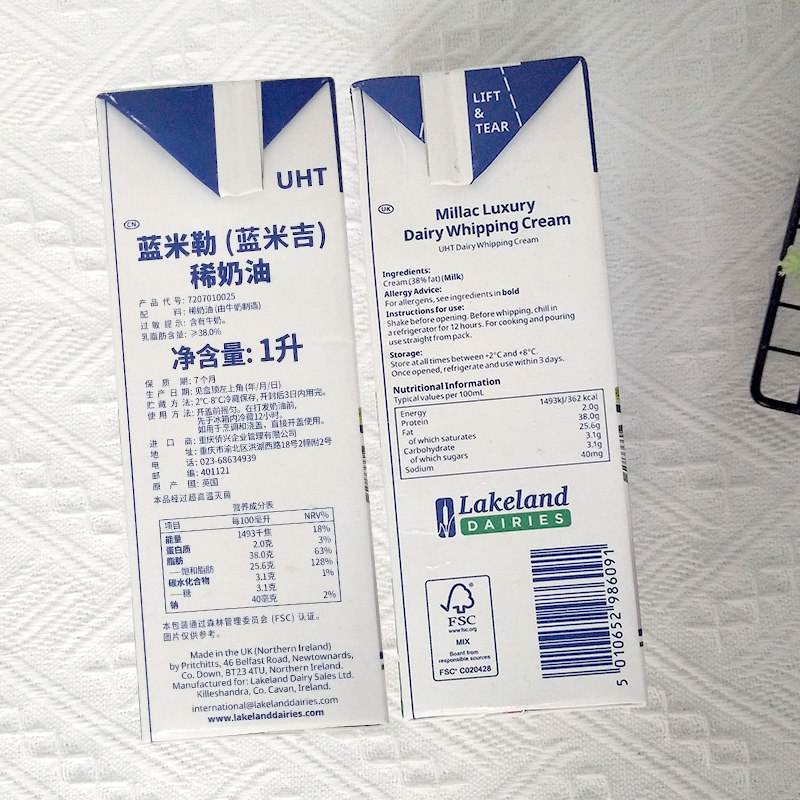 UHT
CN
蓝米勒 (蓝米吉)
稀奶油
产品代号: 7207010025
配料: 稀奶油 (由牛奶制造)
过敏提示: 含有牛奶。
乳脂肪含量: ≥38.0%
净含量: 1升
保质期: 7个月
生产日期: 见盒顶左上角 (年/月/日)
贮藏方法: 2℃-8℃冷藏保存, 开封后3日内用完。
使用方法: 开盖前摇匀。在打发奶油前,
先于冰箱内冷藏12小时。
如用于烹调和浇盖, 直接开盖使用。
进口商: 重庆侨兴企业管理有限公司
地址: 重庆市渝北区洪湖西路18号2幢附2号
电话: 023-68634939
邮编: 401121
原产国: 英国
本品经过超高温灭菌
营养成分表
项目 每100毫升 NRV%
能量 1493千焦 18%
蛋白质 2.0克 3%
脂肪 38.0克 63%
—饱和脂肪 25.6克 128%
碳水化合物 3.1克 1%
—糖 3.1克
钠 40毫克 2%
本包装通过森林管理委员会 (FSC) 认证。
图片仅供参考。
Made in the UK (Northern Ireland)
by Pritchitts, 46 Belfast Road, Newtownards,
Co. Down, BT23 4TU, Northern Ireland.
Manufactured for: Lakeland Dairy Sales Ltd.
Killeshandra, Co. Cavan, Ireland.
international@lakelanddairies.com
www.lakelanddairies.com
LIFT
&
TEAR
UK
Millac Luxury
Dairy Whipping Cream
UHT Dairy Whipping Cream
Ingredients:
Cream (38% fat) (Milk)
Allergy Advice:
For allergens, see ingredients in bold
Instructions for use:
Shake before opening. Before whipping, chill in
a refrigerator for 12 hours. For cooking and pouring
use straight from pack.
Storage:
Store at all times between +2°C and +8°C.
Once opened, refrigerate and use within 3 days.
Nutritional Information
Typical values per 100mL
Energy 1493kJ/362 kcal
Protein 2.0g
Fat 38.0g
of which saturates 25.6g
Carbohydrate 3.1g
of which sugars 3.1g
Sodium 40mg
Lakeland
DAIRIES
FSC
www.fsc.org
MIX
Board from
responsible sources
FSC® C020428
5 010652 986091